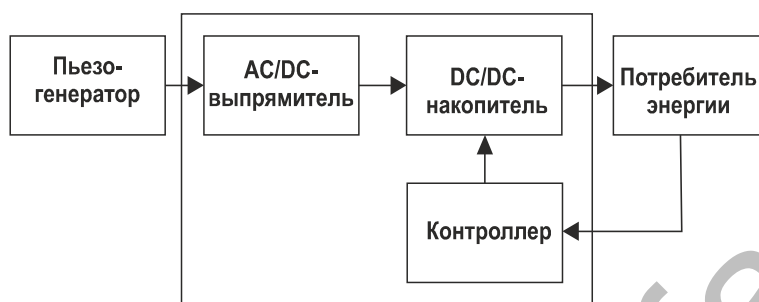 Пьезо-
генератор
AC/DC-
выпрямитель
DC/DC-
накопитель
Потребитель
энергии
Контроллер